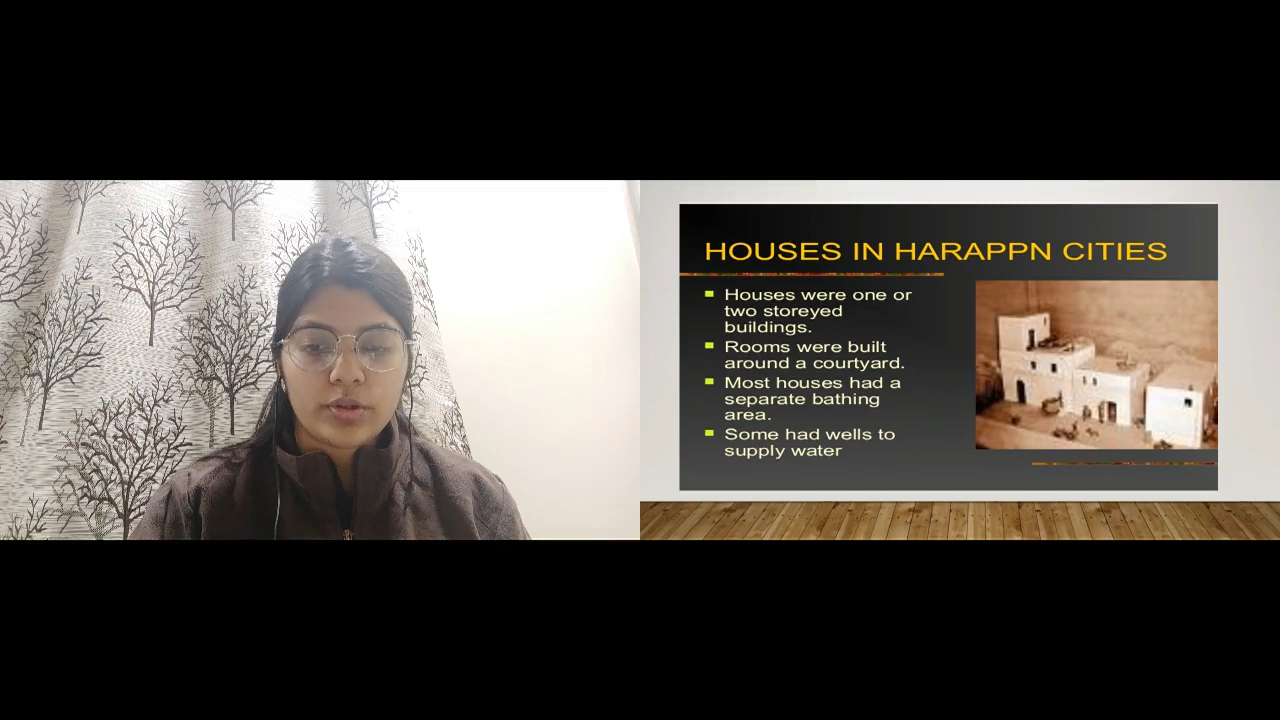 HOUSES IN HARAPPN CITIES
Houses were one or
two storeyed
buildings.
Rooms were built
around a courtyard.
Most houses had a
separate bathing
area.
Some had wells to
supply water